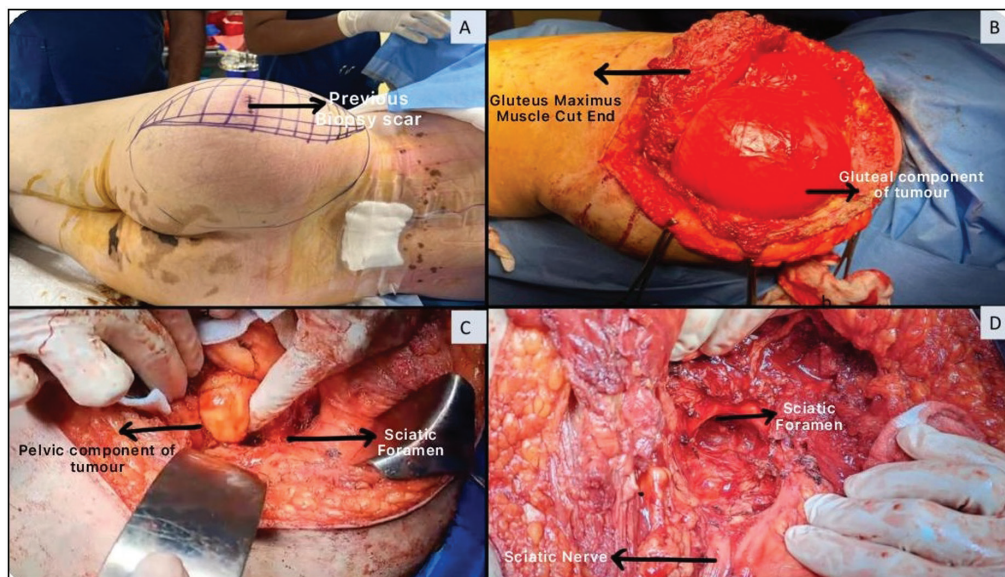 A
Previous
Biopsy scar
B
Gluteus Maximus
Muscle Cut End
Gluteal component
of tumour
C
Pelvic component of
tumour
Sciatic
Foramen
D
Sciatic
Foramen
Sciatic Nerve